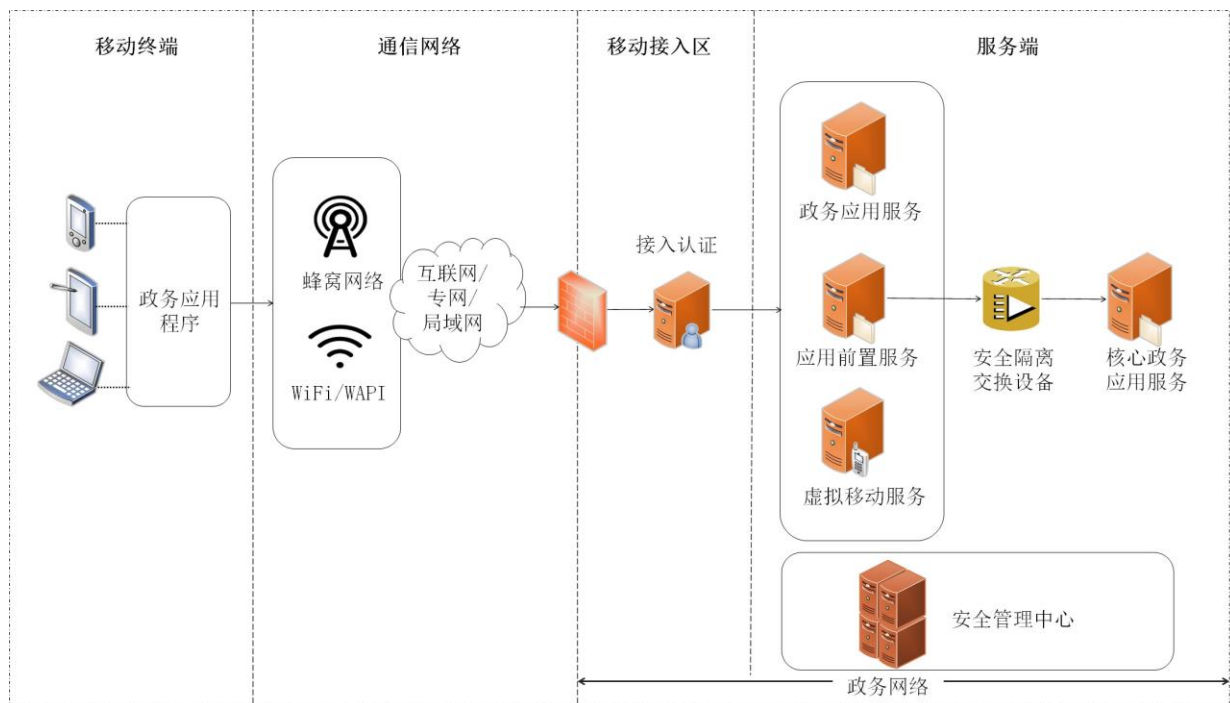 移动终端
通信网络
移动接入区
服务端
政务应用
程序
蜂窝网络
WiFi/WAPI
互联网/
专网/
局域网
接入认证
政务应用服务
应用前置服务
虚拟移动服务
安全隔离
交换设备
核心政务
应用服务
安全管理中心
政务网络